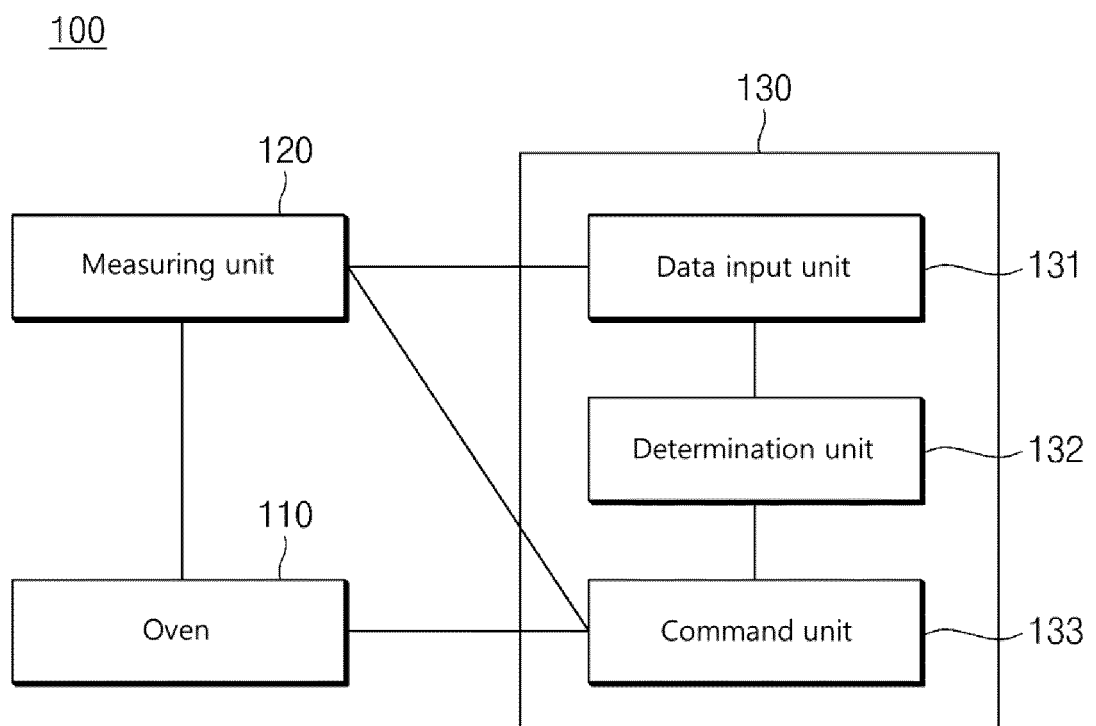 100
130
120
Measuring unit
Data input unit
131
Determination unit
132
110
Oven
Command unit
133